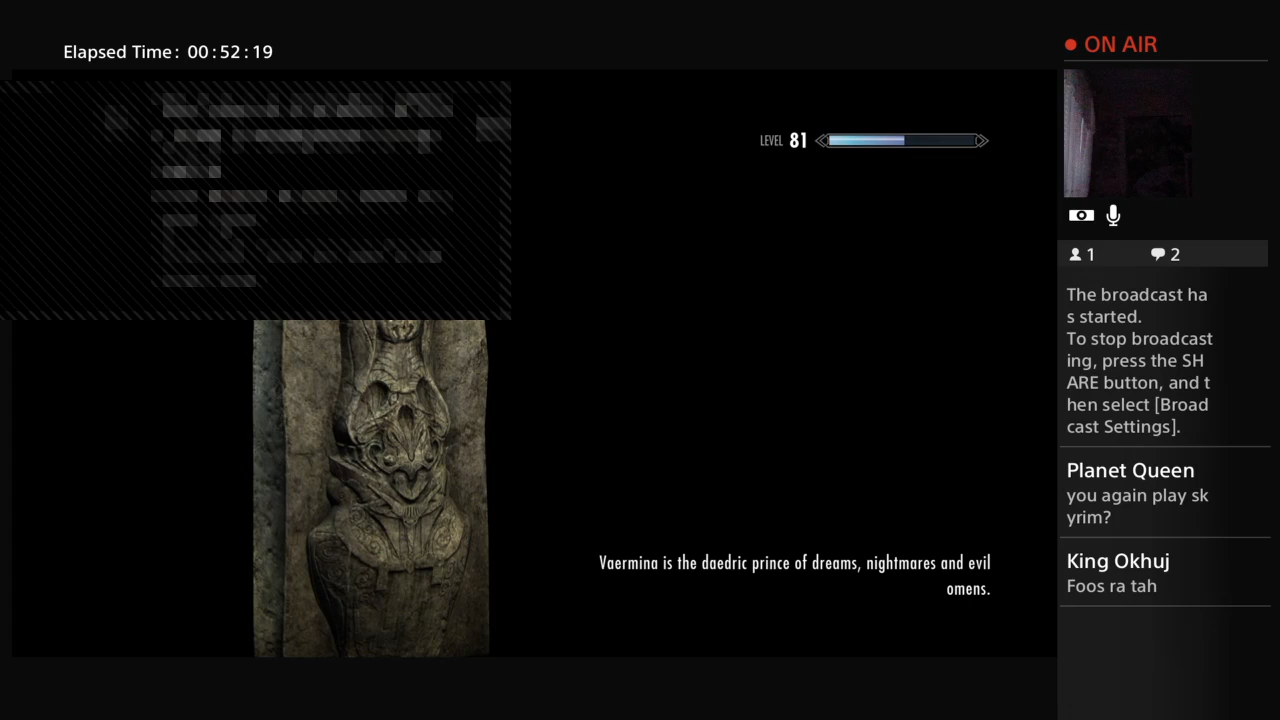 Elapsed Time: 00:52:19
LEVEL 81
Vaermina is the daedric prince of dreams, nightmares and evil
omens.
ON AIR
1
2
The broadcast ha
s started.
To stop broadcast
ing, press the SH
ARE button, and t
hen select [Broad
cast Settings].
Planet Queen
you again play sk
yrim?
King Okhuj
Foos ra tah